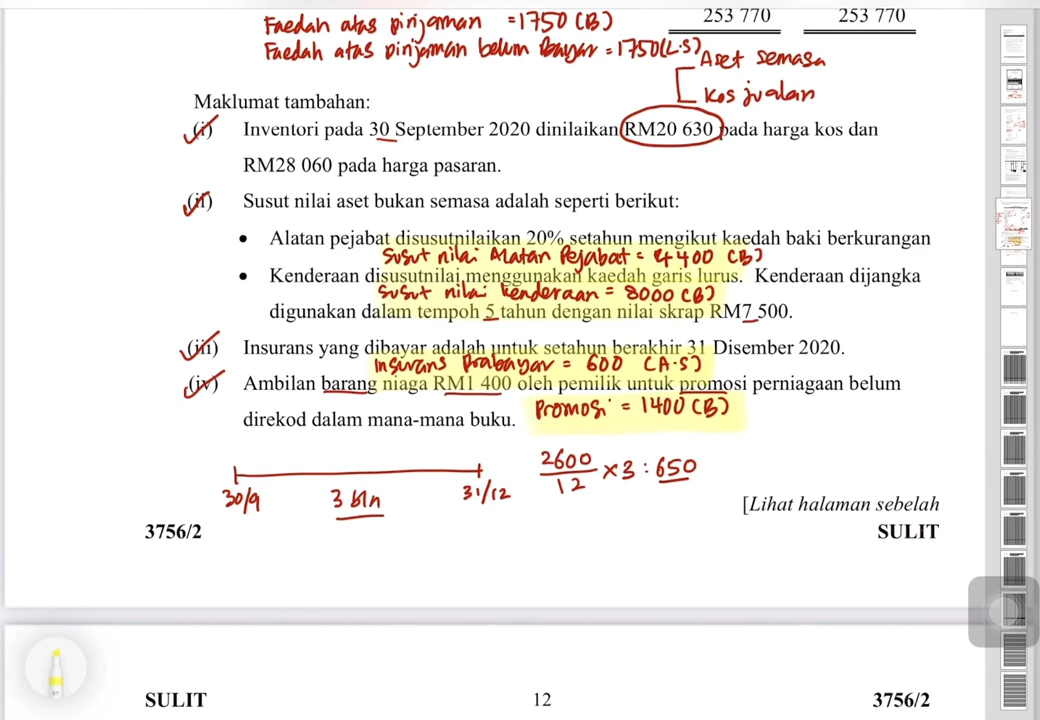 Faedah atas pinjaman = 1750 (B) 253 770 253 770
Faedah atas pinjaman belum bayar = 1750 (L.S)
Aset semasa
Kos jualan
Maklumat tambahan:
(i) Inventori pada 30 September 2020 dinilaikan RM20 630 pada harga kos dan
RM28 060 pada harga pasaran.
(ii) Susut nilai aset bukan semasa adalah seperti berikut:
• Alatan pejabat disusutnilaikan 20% setahun mengikut kaedah baki berkurangan
Susut nilai Alatan Pejabat = 4400 (B)
• Kenderaan disusutnilai menggunakan kaedah garis lurus. Kenderaan dijangka
Susut nilai kenderaan = 8000 (B)
digunakan dalam tempoh 5 tahun dengan nilai skrap RM7 500.
(iii) Insurans yang dibayar adalah untuk setahun berakhir 31 Disember 2020.
Insurans Prabayar = 600 (A.S)
(iv) Ambilan barang niaga RM1 400 oleh pemilik untuk promosi perniagaan belum
Promosi = 1400 (B)
direkod dalam mana-mana buku.
30/9 3 bln 31/12
2600/12 × 3 : 650
[Lihat halaman sebelah
3756/2 SULIT
SULIT 12 3756/2